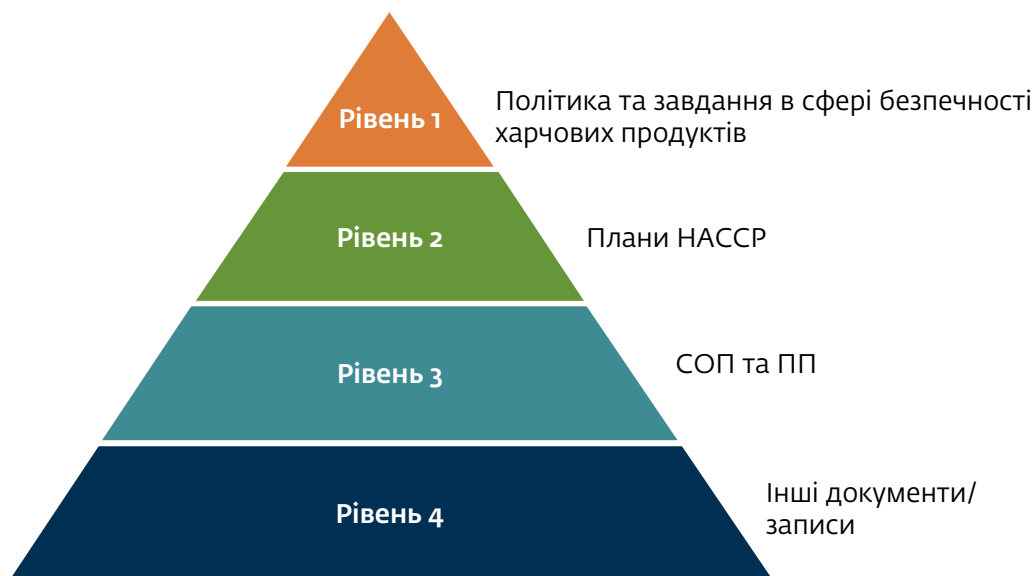 Рівень 1
Політика та завдання в сфері безпечності
харчових продуктів
Рівень 2
Плани НАССР
Рівень 3
СОП та ПП
Рівень 4
Інші документи/
записи